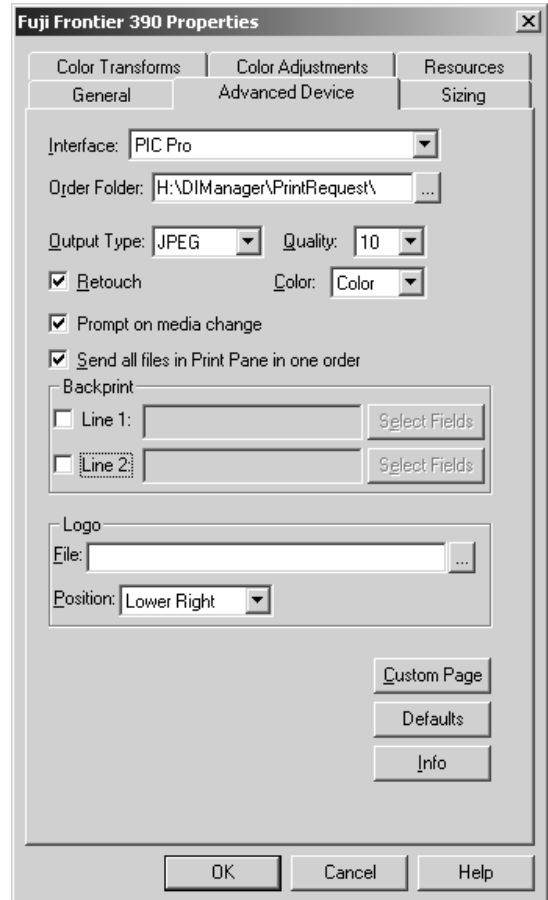 Fuji Frontier 390 Properties
Color Transforms Color Adjustments Resources
General Advanced Device Sizing
Interface: PIC Pro
Order Folder: H:\DIManager\PrintRequest\ ...
Output Type: JPEG Quality: 10
Retouch Color: Color
Prompt on media change
Send all files in Print Pane in one order
Backprint
Line 1: Select Fields
Line 2: Select Fields
Logo
File: ...
Position: Lower Right
Custom Page
Defaults
Info
OK Cancel Help